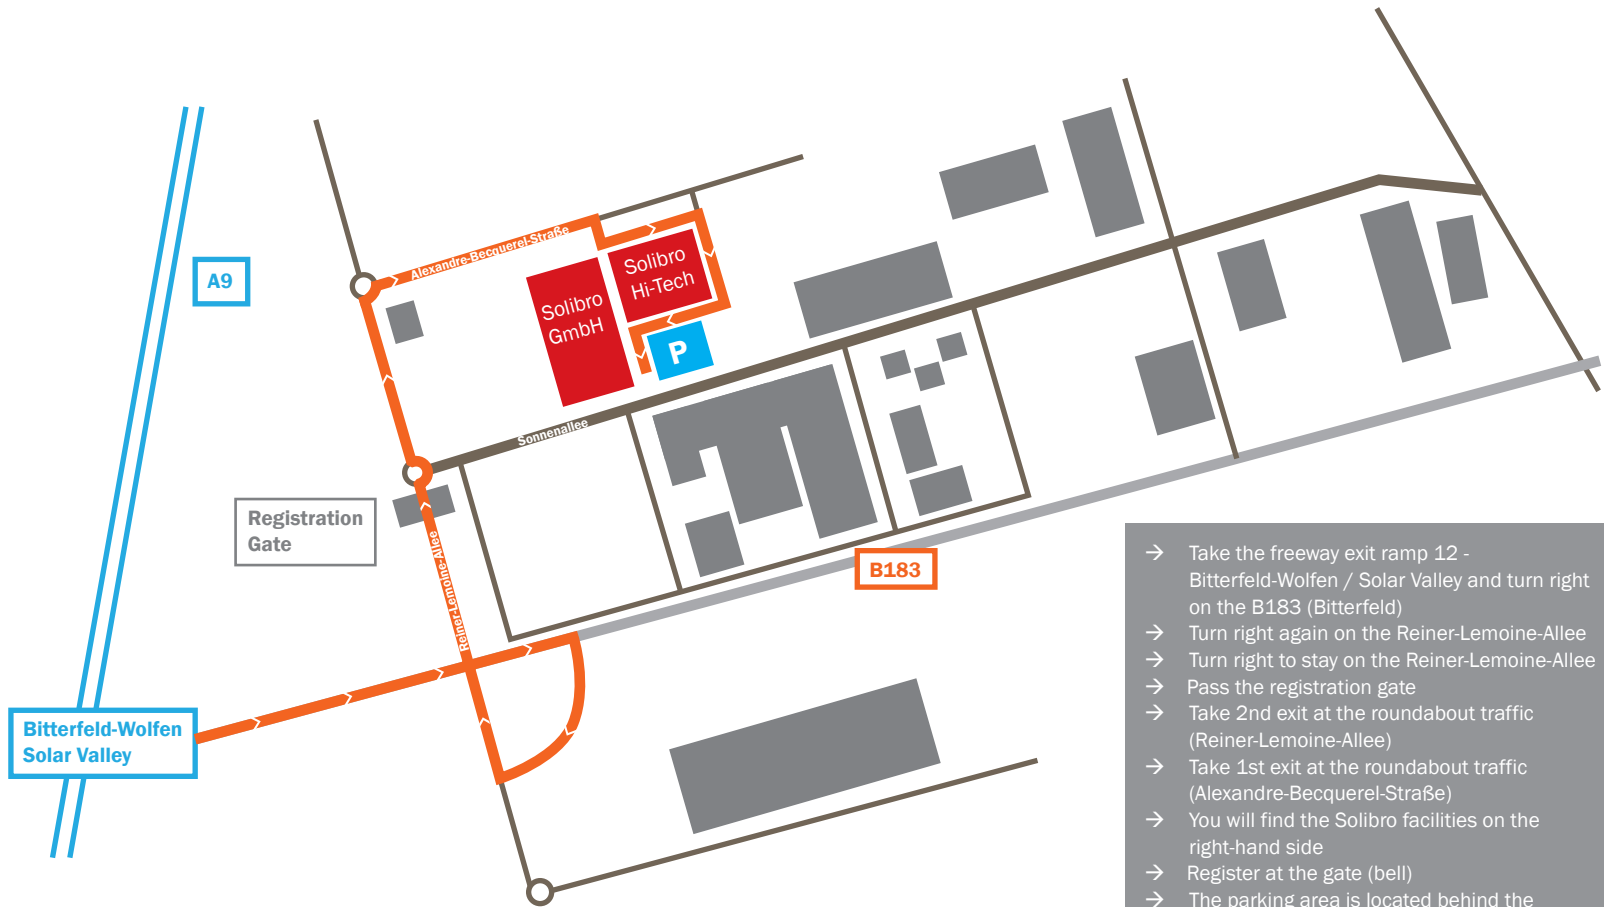 Alexandre-Becquerel-Straße
A9
Solibro
Hi-Tech
Solibro
GmbH
P
Sonnenallee
Registration
Gate
Reiner-Lemoine-Allee
B183
Bitterfeld-Wolfen
Solar Valley
→ Take the freeway exit ramp 12 -
Bitterfeld-Wolfen / Solar Valley and turn right
on the B183 (Bitterfeld)
→ Turn right again on the Reiner-Lemoine-Allee
→ Turn right to stay on the Reiner-Lemoine-Allee
→ Pass the registration gate
→ Take 2nd exit at the roundabout traffic
(Reiner-Lemoine-Allee)
→ Take 1st exit at the roundabout traffic
(Alexandre-Becquerel-Straße)
→ You will find the Solibro facilities on the
right-hand side
→ Register at the gate (bell)
→ The parking area is located behind the